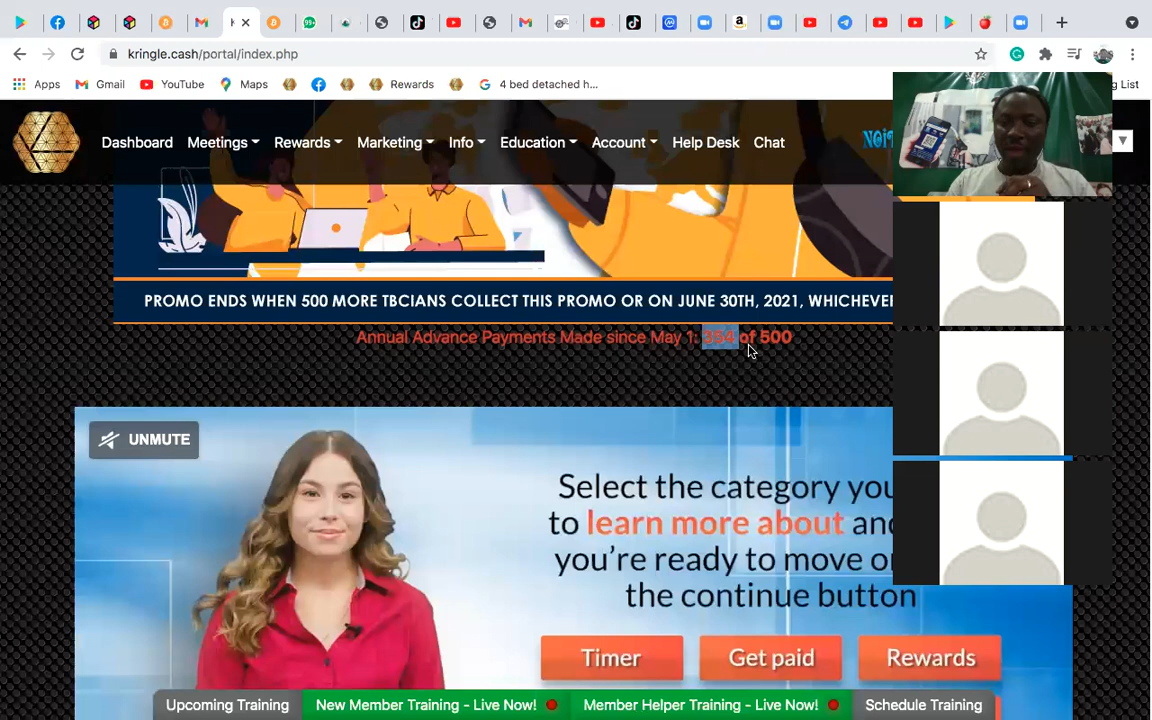 kringle.cash/portal/index.php
Apps Gmail YouTube Maps Rewards 4 bed detached h... g List
Dashboard Meetings Rewards Marketing Info Education Account Help Desk Chat
PROMO ENDS WHEN 500 MORE TBCIANS COLLECT THIS PROMO OR ON JUNE 30TH, 2021, WHICHEVER
Annual Advance Payments Made since May 1: 354 of 500
UNMUTE
Select the category you
to learn more about and
you're ready to move o
the continue button
Timer Get paid Rewards
Upcoming Training New Member Training - Live Now! Member Helper Training - Live Now! Schedule Training